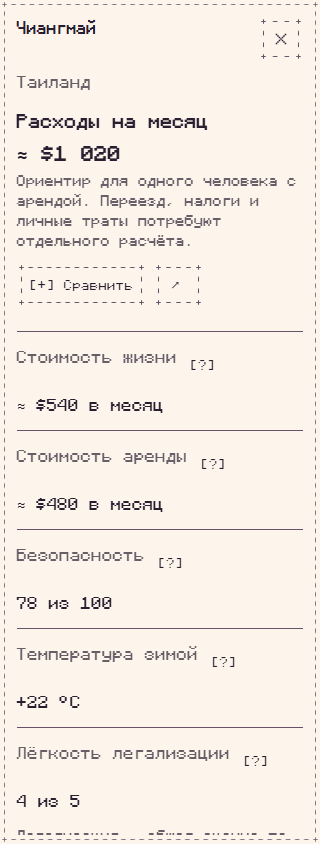 Чиангмай
Таиланд
Расходы на месяц
≈ $1 020
Ориентир для одного человека с
арендой. Переезд, налоги и
личные траты потребуют
отдельного расчёта.
[+] Сравнить ↗
Стоимость жизни [?]
≈ $540 в месяц
Стоимость аренды [?]
≈ $480 в месяц
Безопасность [?]
78 из 100
Температура зимой [?]
+22 °C
Лёгкость легализации [?]
4 из 5